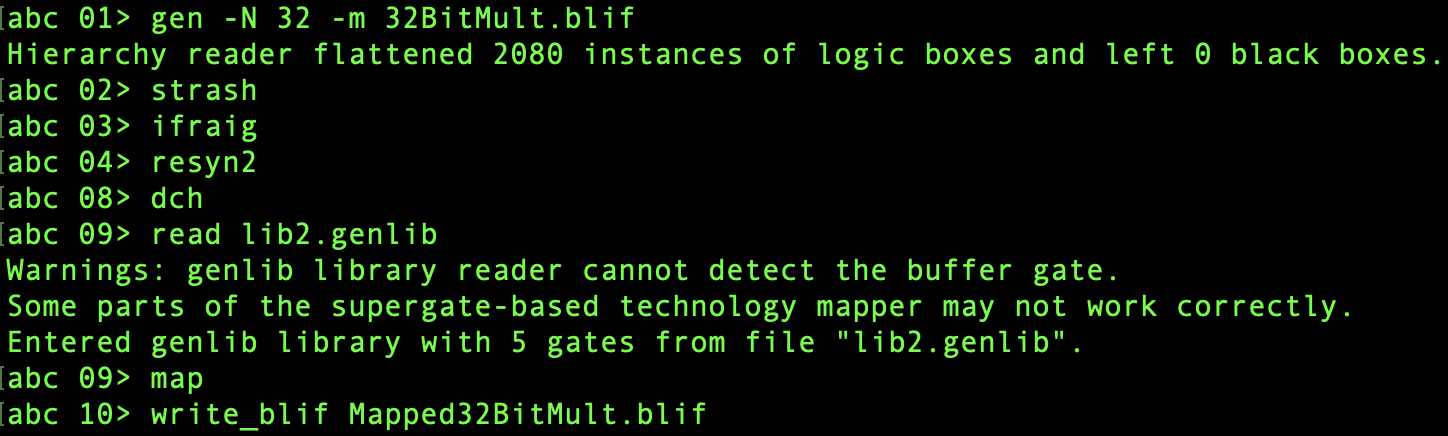 [abc 01> gen -N 32 -m 32BitMult.blif
Hierarchy reader flattened 2080 instances of logic boxes and left 0 black boxes.
[abc 02> strash
[abc 03> ifraig
[abc 04> resyn2
[abc 08> dch
[abc 09> read lib2.genlib
Warnings: genlib library reader cannot detect the buffer gate.
Some parts of the supergate-based technology mapper may not work correctly.
Entered genlib library with 5 gates from file "lib2.genlib".
[abc 09> map
[abc 10> write_blif Mapped32BitMult.blif